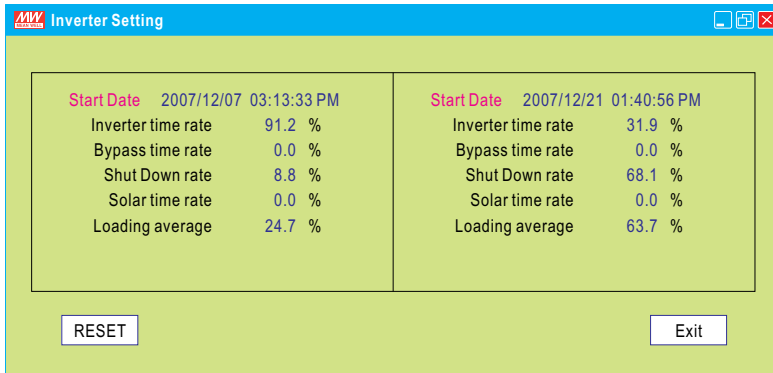 MW
MEAN WELL
Inverter Setting
Start Date 2007/12/07 03:13:33 PM
Inverter time rate 91.2 %
Bypass time rate 0.0 %
Shut Down rate 8.8 %
Solar time rate 0.0 %
Loading average 24.7 %
Start Date 2007/12/21 01:40:56 PM
Inverter time rate 31.9 %
Bypass time rate 0.0 %
Shut Down rate 68.1 %
Solar time rate 0.0 %
Loading average 63.7 %
RESET
Exit